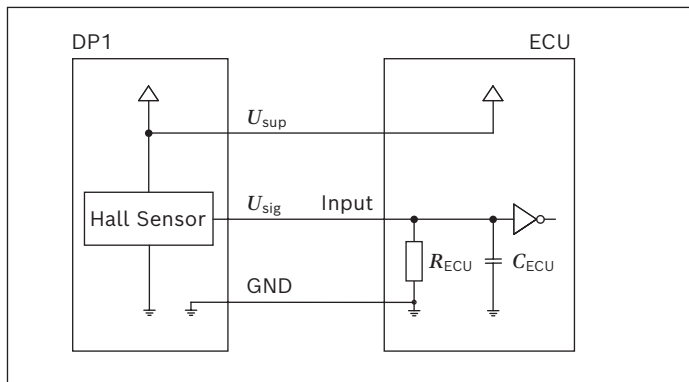 DP1
ECU
U_sup
Hall Sensor
U_sig
Input
R_ECU
C_ECU
GND